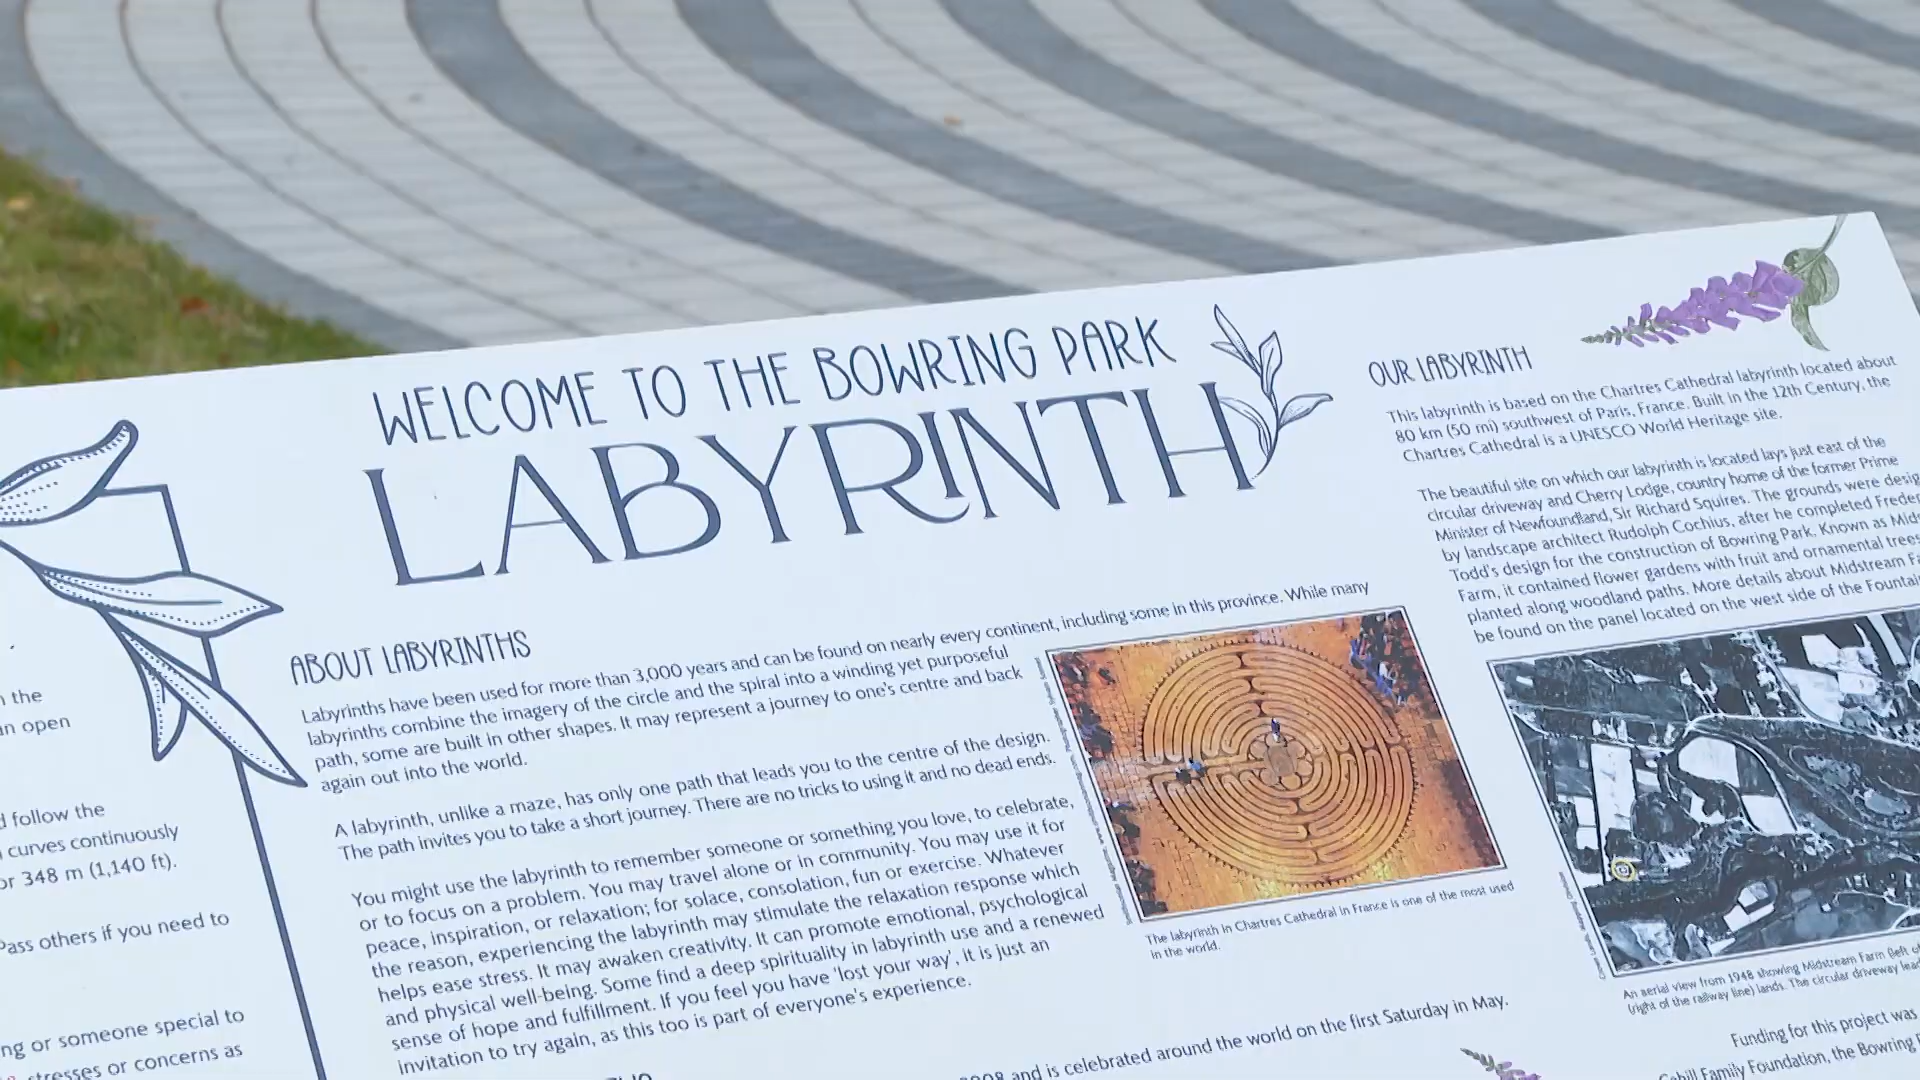 WELCOME TO THE BOWRING PARK
LABYRINTH
ABOUT LABYRINTHS
Labyrinths have been used for more than 3,000 years and can be found on nearly every continent, including some in this province. While many
labyrinths combine the imagery of the circle and the spiral into a winding yet purposeful
path, some are built in other shapes. It may represent a journey to one's centre and back
again out into the world.
A labyrinth, unlike a maze, has only one path that leads you to the centre of the design.
The path invites you to take a short journey. There are no tricks to using it and no dead ends.
You might use the labyrinth to remember someone or something you love, to celebrate,
or to focus on a problem. You may travel alone or in community. You may use it for
peace, inspiration, or relaxation; for solace, consolation, fun or exercise. Whatever
the reason, experiencing the labyrinth may stimulate the relaxation response which
helps ease stress. It may awaken creativity. It can promote emotional, psychological
and physical well-being. Some find a deep spirituality in labyrinth use and a renewed
sense of hope and fulfillment. If you feel you have 'lost your way', it is just an
invitation to try again, as this too is part of everyone's experience.
and is celebrated around the world on the first Saturday in May.
The labyrinth in Chartres Cathedral in France is one of the most used
in the world.
OUR LABYRINTH
This labyrinth is based on the Chartres Cathedral labyrinth located about
80 km (50 mi) southwest of Paris, France. Built in the 12th Century, the
Chartres Cathedral is a UNESCO World Heritage site.
The beautiful site on which our labyrinth is located lays just east of the
circular driveway and Cherry Lodge, country home of the former Prime
Minister of Newfoundland, Sir Richard Squires. The grounds were desig
by landscape architect Rudolph Cochius, after he completed Freder
Todd's design for the construction of Bowring Park. Known as Mids
Farm, it contained flower gardens with fruit and ornamental trees
planted along woodland paths. More details about Midstream Fa
be found on the panel located on the west side of the Fountai
An aerial view from 1948 showing Midstream Farm (left of
(right of the railway line) lands. The circular driveway lead
Funding for this project was
Cahill Family Foundation, the Bowring
the
an open
follow the
curves continuously
or 348 m (1,140 ft).
Pass others if you need to
ng or someone special to
stresses or concerns as